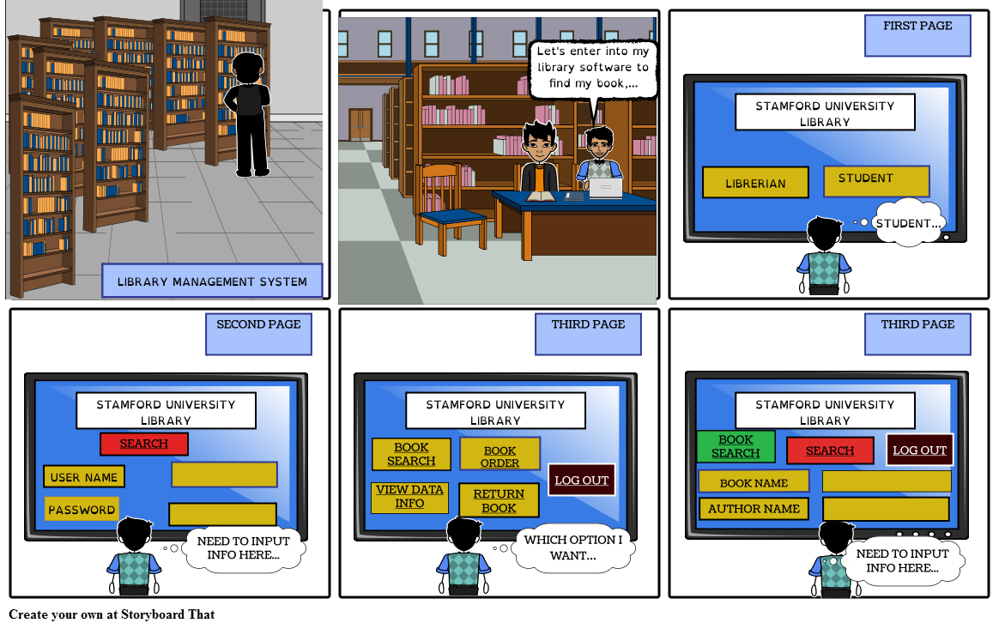 LIBRARY MANAGEMENT SYSTEM
Let's enter into my
library software to
find my book,...
FIRST PAGE
STAMFORD UNIVERSITY
LIBRARY
LIBRERIAN
STUDENT
STUDENT...
SECOND PAGE
STAMFORD UNIVERSITY
LIBRARY
SEARCH
USER NAME
PASSWORD
NEED TO INPUT
INFO HERE...
THIRD PAGE
STAMFORD UNIVERSITY
LIBRARY
BOOK
SEARCH
BOOK
ORDER
LOG OUT
VIEW DATA
INFO
RETURN
BOOK
WHICH OPTION I
WANT...
THIRD PAGE
STAMFORD UNIVERSITY
LIBRARY
BOOK
SEARCH
SEARCH
LOG OUT
BOOK NAME
AUTHOR NAME
NEED TO INPUT
INFO HERE...
Create your own at Storyboard That